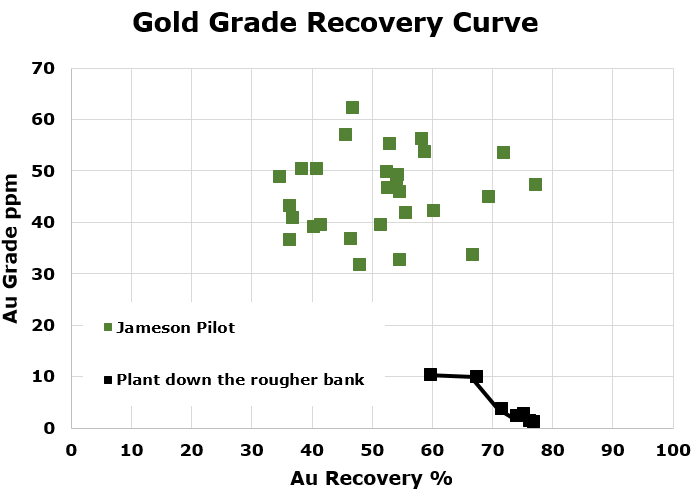 Gold Grade Recovery Curve
Au Grade ppm
70
60
50
40
30
20
10
0
Jameson Pilot
Plant down the rougher bank
0 10 20 30 40 50 60 70 80 90 100
Au Recovery %